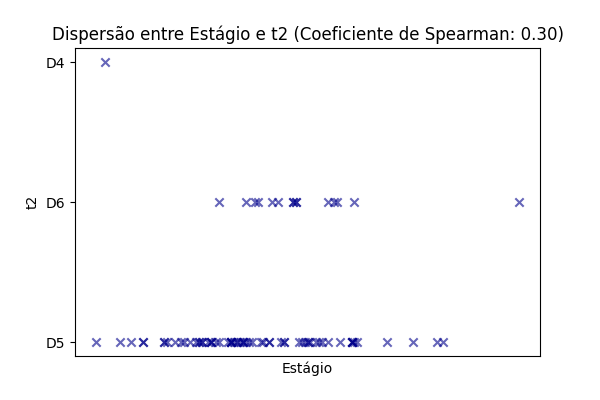 Dispersão entre Estágio e t2 (Coeficiente de Spearman: 0.30)
D4
D6
D5
t2
Estágio